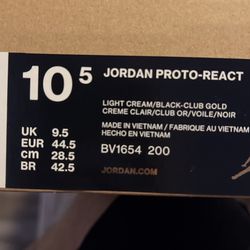 10 5 JORDAN PROTO-REACT
LIGHT CREAM/BLACK-CLUB GOLD
CREME CLAIR/CLUB OR/VOILE/NOIR
UK 9.5
EUR 44.5
cm 28.5
BR 42.5
MADE IN VIETNAM / FABRIQUE AU VIETNAM
HECHO EN VIETNAM
BV1654 200
JORDAN.COM